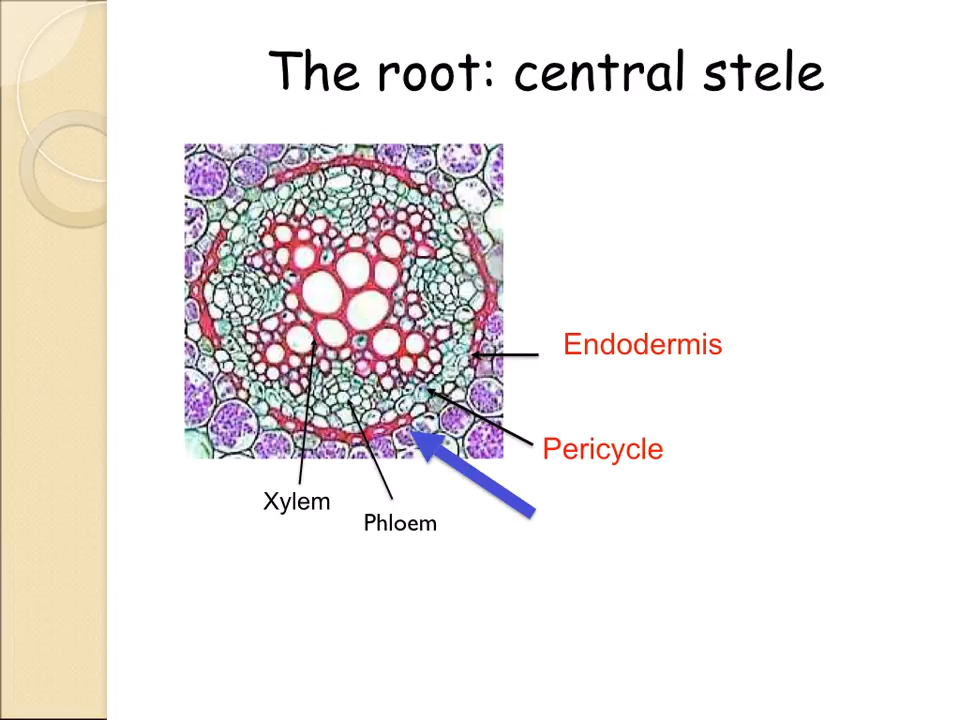 The root: central stele
Endodermis
Pericycle
Xylem
Phloem